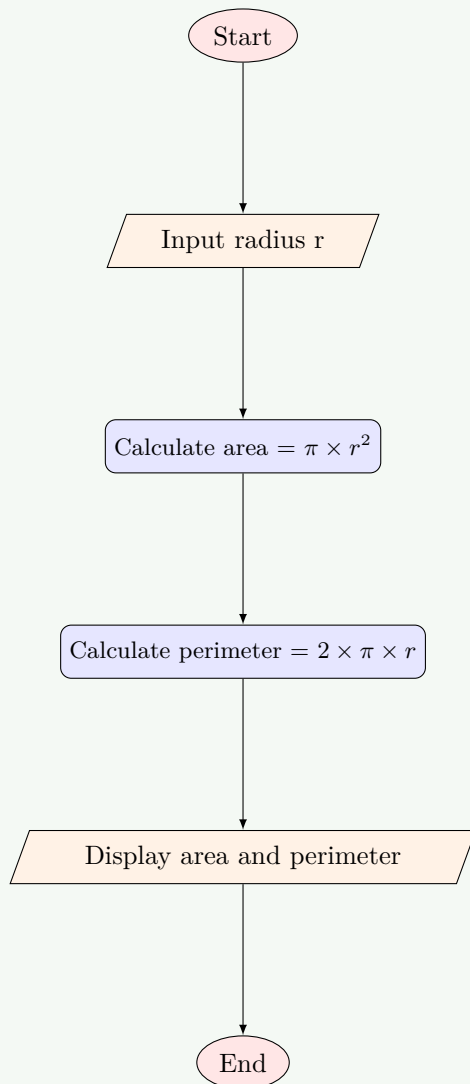 Start
Input radius r
Calculate area = π × r²
Calculate perimeter = 2 × π × r
Display area and perimeter
End